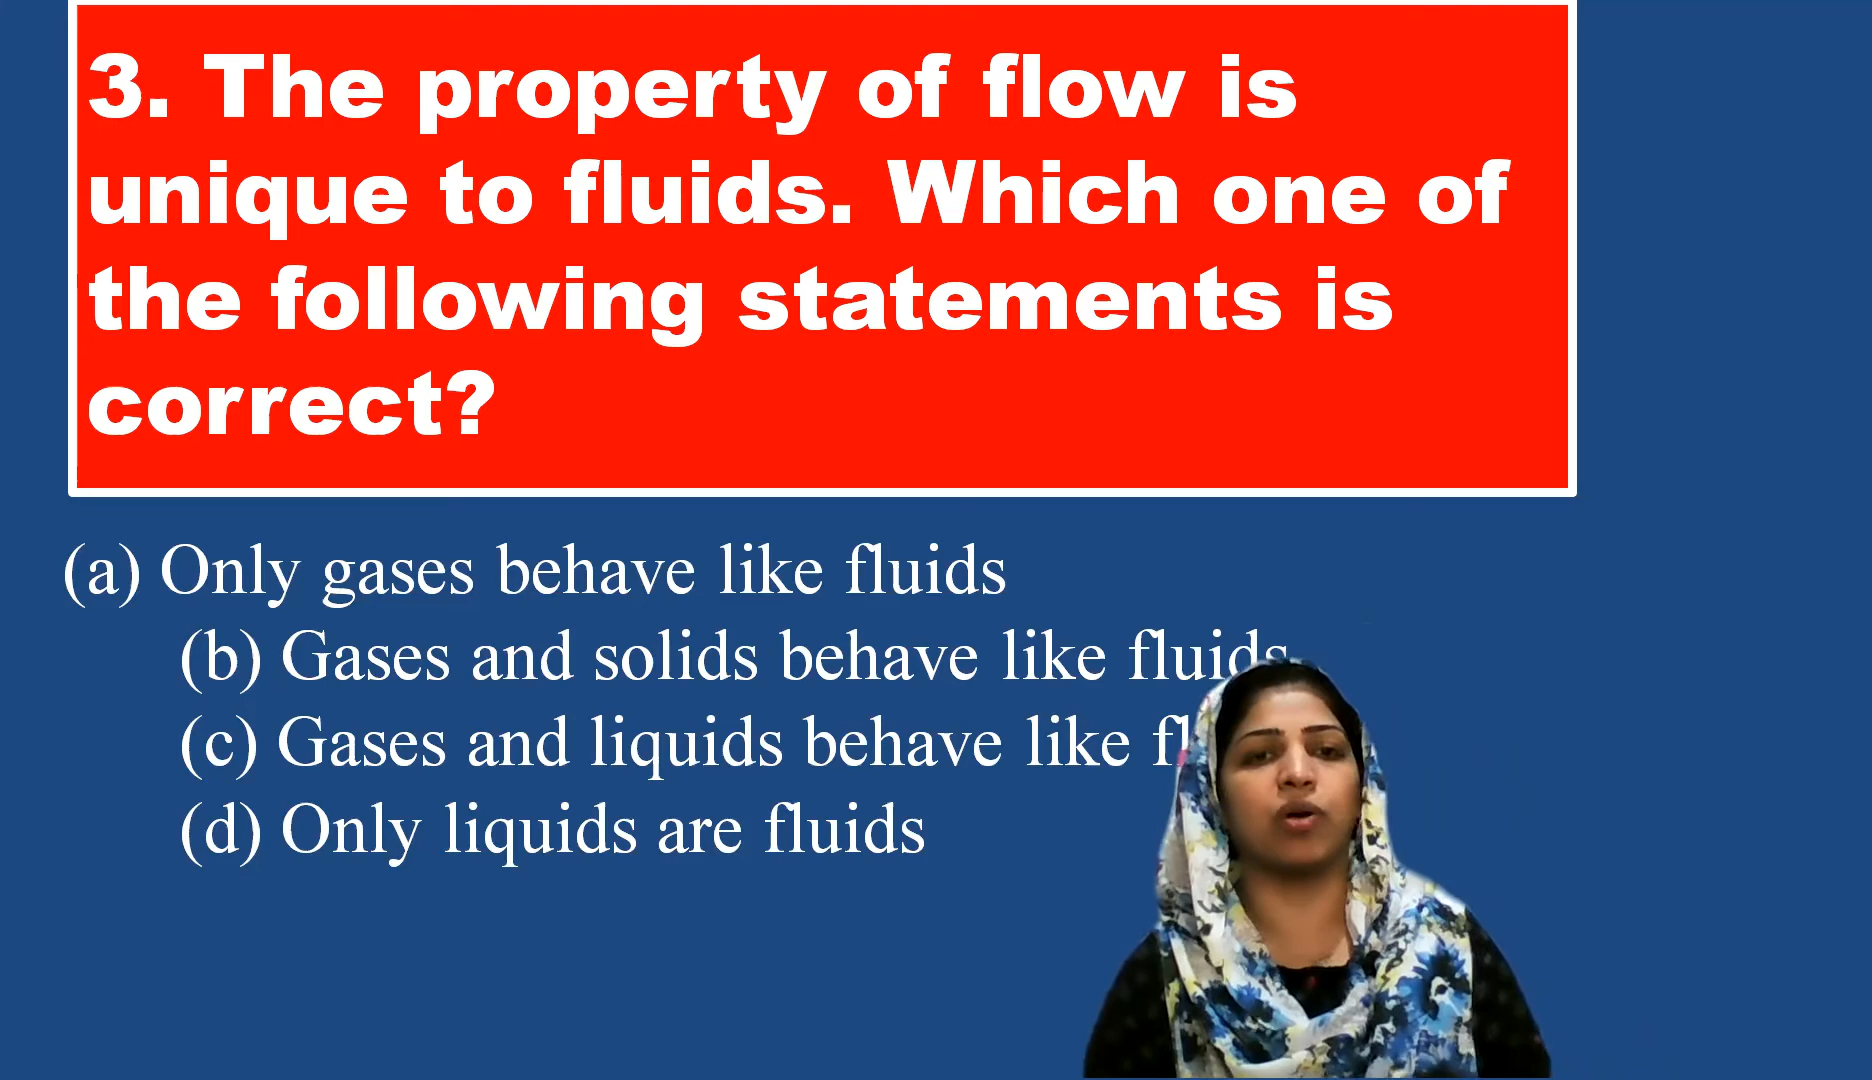 3. The property of flow is
unique to fluids. Which one of
the following statements is
correct?
(a) Only gases behave like fluids
(b) Gases and solids behave like fluids
(c) Gases and liquids behave like
(d) Only liquids are fluids